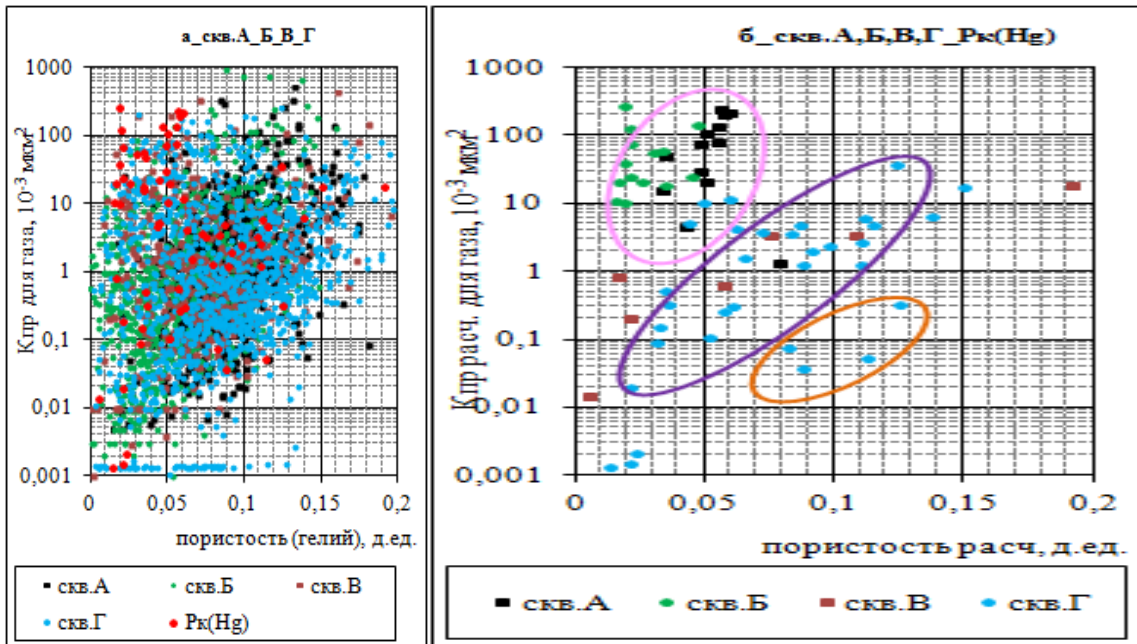 а_скв.А_Б_В_Г
Кпр для газа, 10⁻³ мкм²
1000
100
10
1
0,1
0,01
0,001
0 0,05 0,1 0,15 0,2
пористость (гелий), д.ед.
скв.А скв.Б скв.В
скв.Г Рк(Hg)
б_скв.А,Б,В,Г_Рк(Hg)
Кпр расч. для газа, 10⁻³ мкм²
1000
100
10
1
0,1
0,01
0,001
0 0,05 0,1 0,15 0,2
пористость расч, д.ед.
скв.А скв.Б скв.В скв.Г